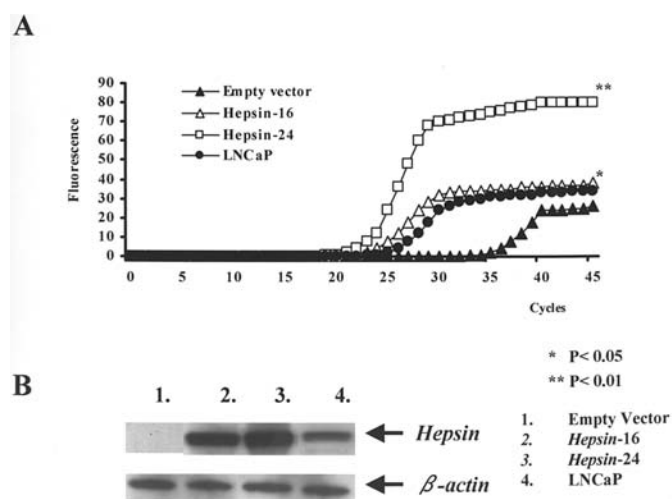 A
Empty vector
Hepsin-16
Hepsin-24
LNCaP
Fluorescence
90
80
70
60
50
40
30
20
10
0
**
*
0 5 10 15 20 25 30 35 40 45
Cycles
* P< 0.05
** P< 0.01
B
1. 2. 3. 4.
Hepsin
β-actin
1. Empty Vector
2. Hepsin-16
3. Hepsin-24
4. LNCaP